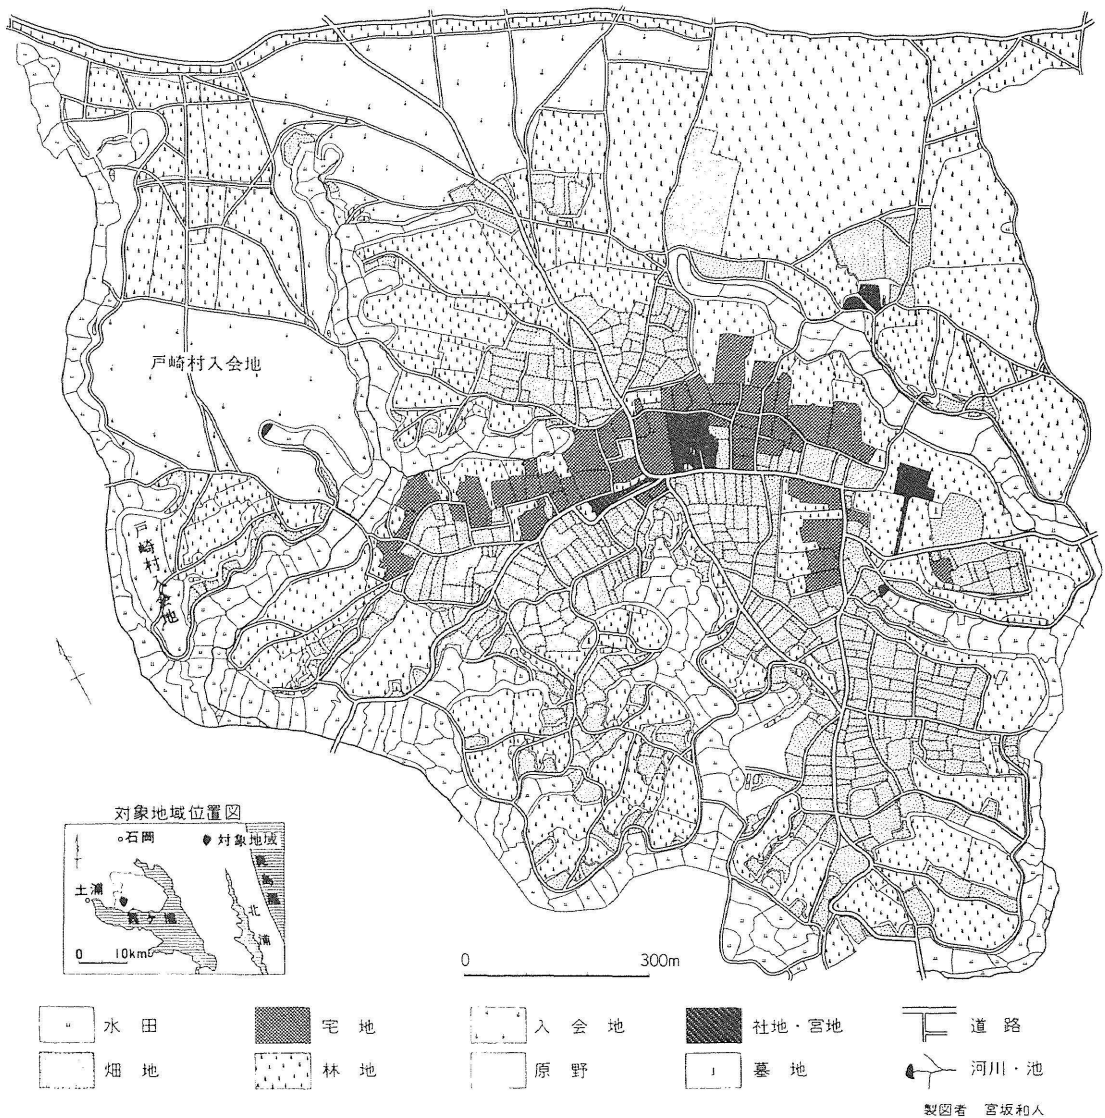 戸崎村入会地
戸崎村入会地
対象地域位置図
石岡
対象地域
土浦
霞ヶ浦
北浦
0 10km
0 300m
水田
宅地
入会地
社地・宮地
道路
畑地
林地
原野
墓地
河川・池
製図者 宮坂和人